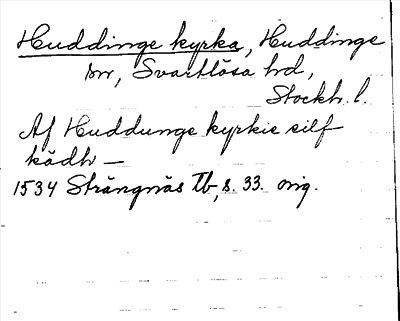 Huddinge kyrka, Huddinge
sn, Svartlösa hd,
Stockh. l.
Af Huddunge kyrkie silf
kädh —
1534 Strängnäs Tb, s. 33. orig.